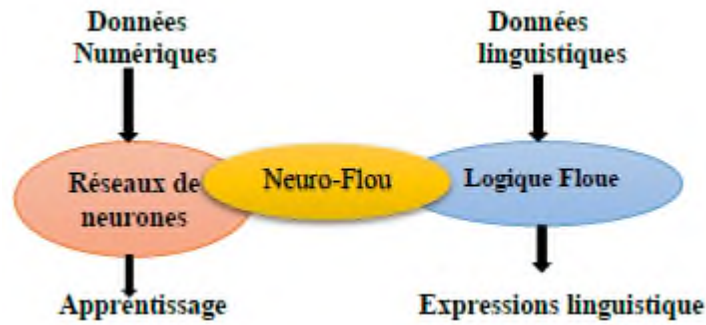 Données
Numériques
Données
linguistiques
Réseaux de
neurones
Neuro-Flou
Logique Floue
Apprentissage
Expressions linguistique